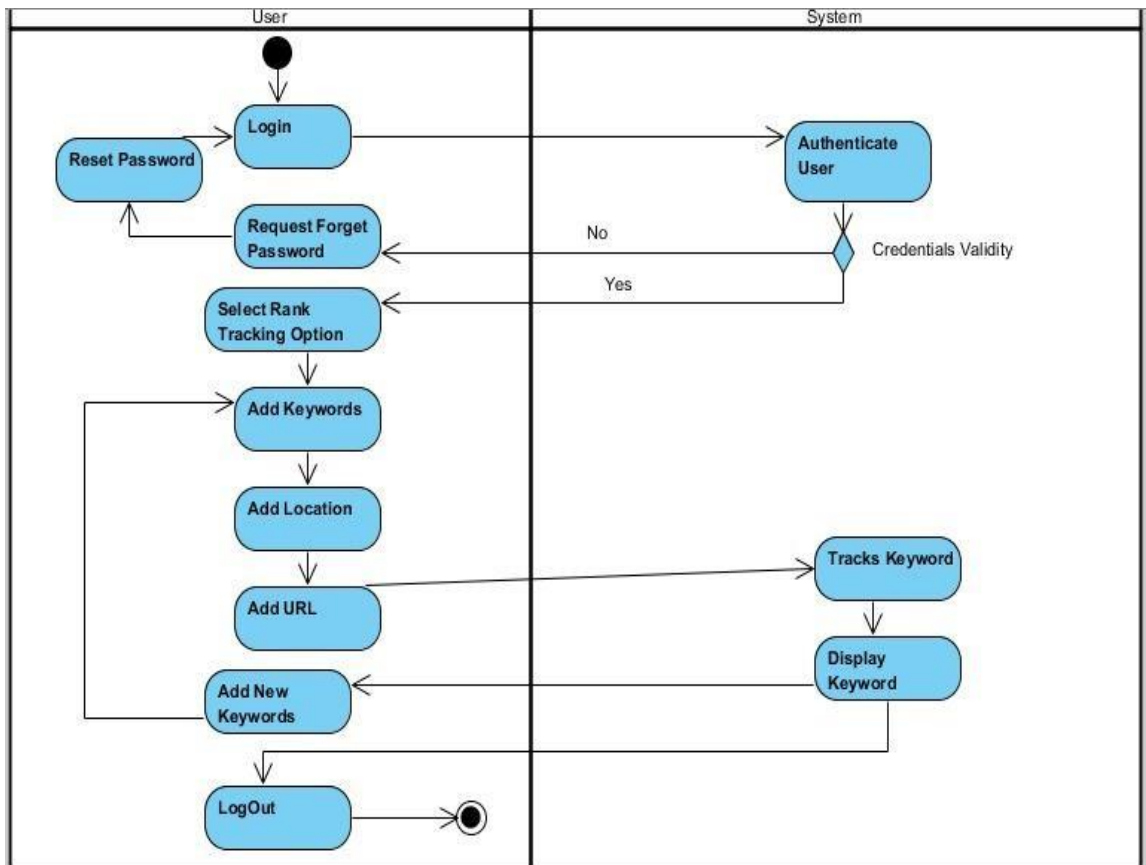 User
System
Login
Authenticate
User
Reset Password
Request Forget
Password
No
Credentials Validity
Yes
Select Rank
Tracking Option
Add Keywords
Add Location
Tracks Keyword
Add URL
Display
Keyword
Add New
Keywords
LogOut